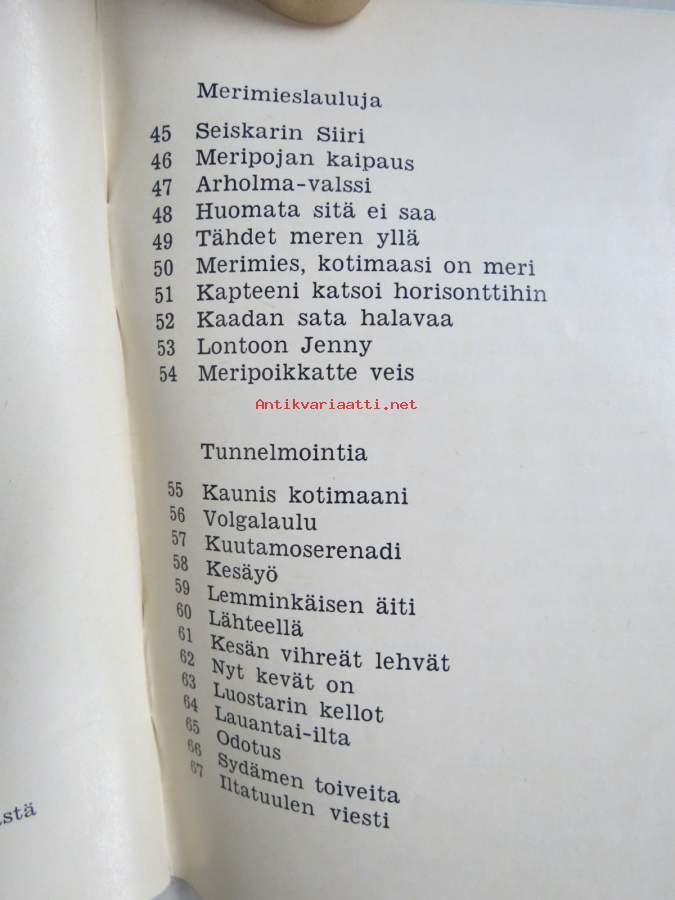 Merimieslauluja
45 Seiskarin Siiri
46 Meripojan kaipaus
47 Arholma-valssi
48 Huomata sitä ei saa
49 Tähdet meren yllä
50 Merimies, kotimaasi on meri
51 Kapteeni katsoi horisonttihin
52 Kaadan sata halavaa
53 Lontoon Jenny
54 Meripoikkatte veis
Antikvariaatti.net
Tunnelmointia
55 Kaunis kotimaani
56 Volgalaulu
57 Kuutamoserenadi
58 Kesäyö
59 Lemminkäisen äiti
60 Lähteellä
61 Kesän vihreät lehvät
62 Nyt kevät on
63 Luostarin kellot
64 Lauantai-ilta
65 Odotus
66 Sydämen toiveita
67 Iltatuulen viesti